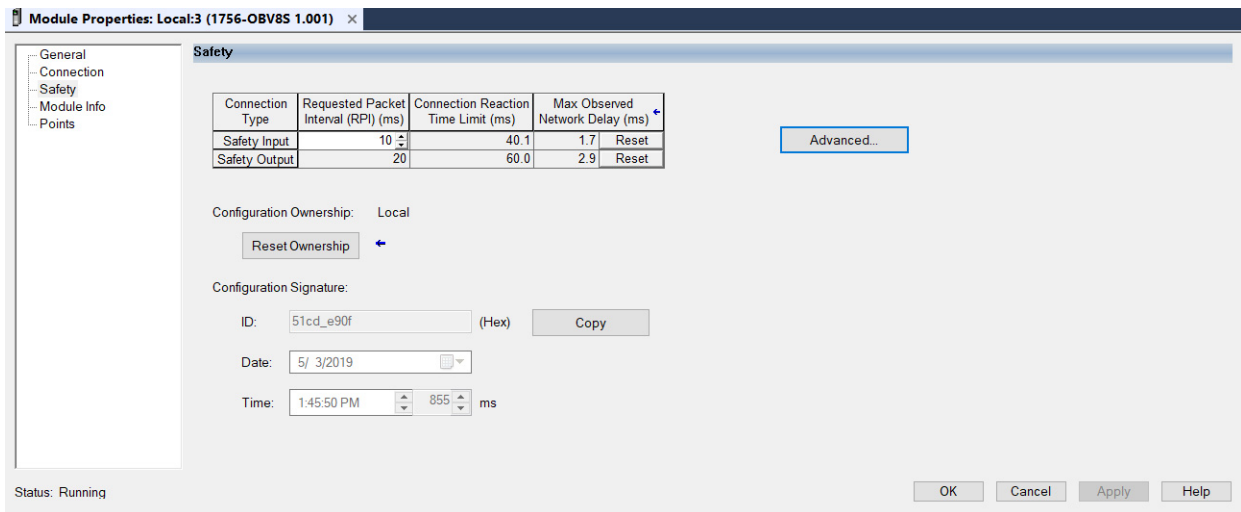 Module Properties: Local:3 (1756-OBV8S 1.001) ×
General
Connection
Safety
Module Info
Points
Safety
Connection Type Requested Packet Interval (RPI) (ms) Connection Reaction Time Limit (ms) Max Observed Network Delay (ms)
Safety Input 10 40.1 1.7 Reset
Safety Output 20 60.0 2.9 Reset
Advanced...
Configuration Ownership: Local
Reset Ownership
Configuration Signature:
ID: 51cd_e90f (Hex) Copy
Date: 5/ 3/2019
Time: 1:45:50 PM 855 ms
Status: Running
OK Cancel Apply Help